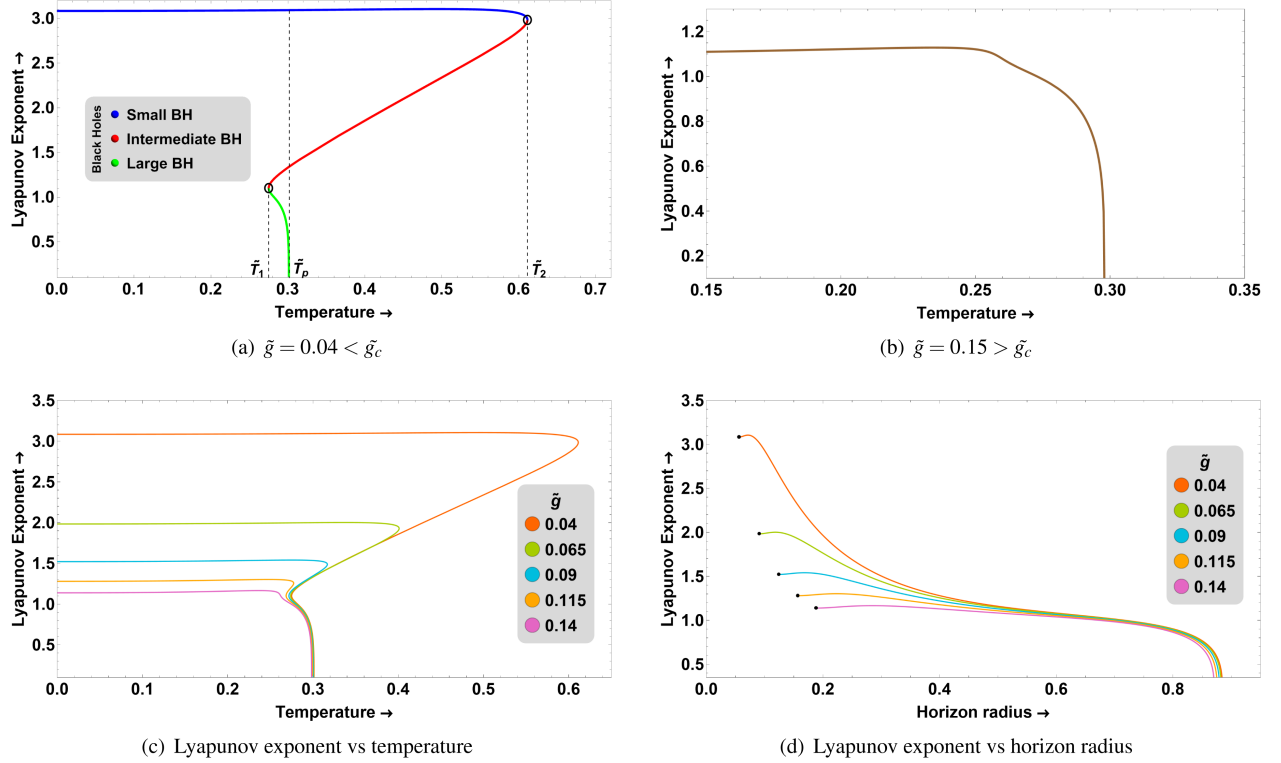 3.0
2.5
2.0
1.5
1.0
0.5
Lyapunov Exponent →
Black Holes
Small BH
Intermediate BH
Large BH
T̃₁
T̃ₚ
T̃₂
0.0 0.1 0.2 0.3 0.4 0.5 0.6 0.7
Temperature →
(a) g̃ = 0.04 < g̃_c
1.2
1.0
0.8
0.6
0.4
0.2
Lyapunov Exponent →
0.15 0.20 0.25 0.30 0.35
Temperature →
(b) g̃ = 0.15 > g̃_c
3.5
3.0
2.5
2.0
1.5
1.0
0.5
Lyapunov Exponent →
g̃
0.04
0.065
0.09
0.115
0.14
0.0 0.1 0.2 0.3 0.4 0.5 0.6
Temperature →
(c) Lyapunov exponent vs temperature
3.5
3.0
2.5
2.0
1.5
1.0
0.5
Lyapunov Exponent →
g̃
0.04
0.065
0.09
0.115
0.14
0.0 0.2 0.4 0.6 0.8
Horizon radius →
(d) Lyapunov exponent vs horizon radius